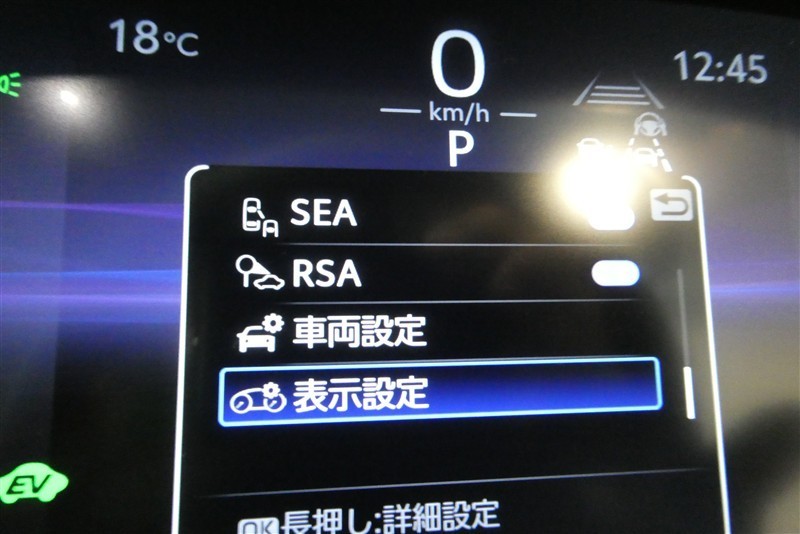 18°C
0
km/h
P
12:45
SEA
RSA
車両設定
表示設定
OK長押し:詳細設定
EV